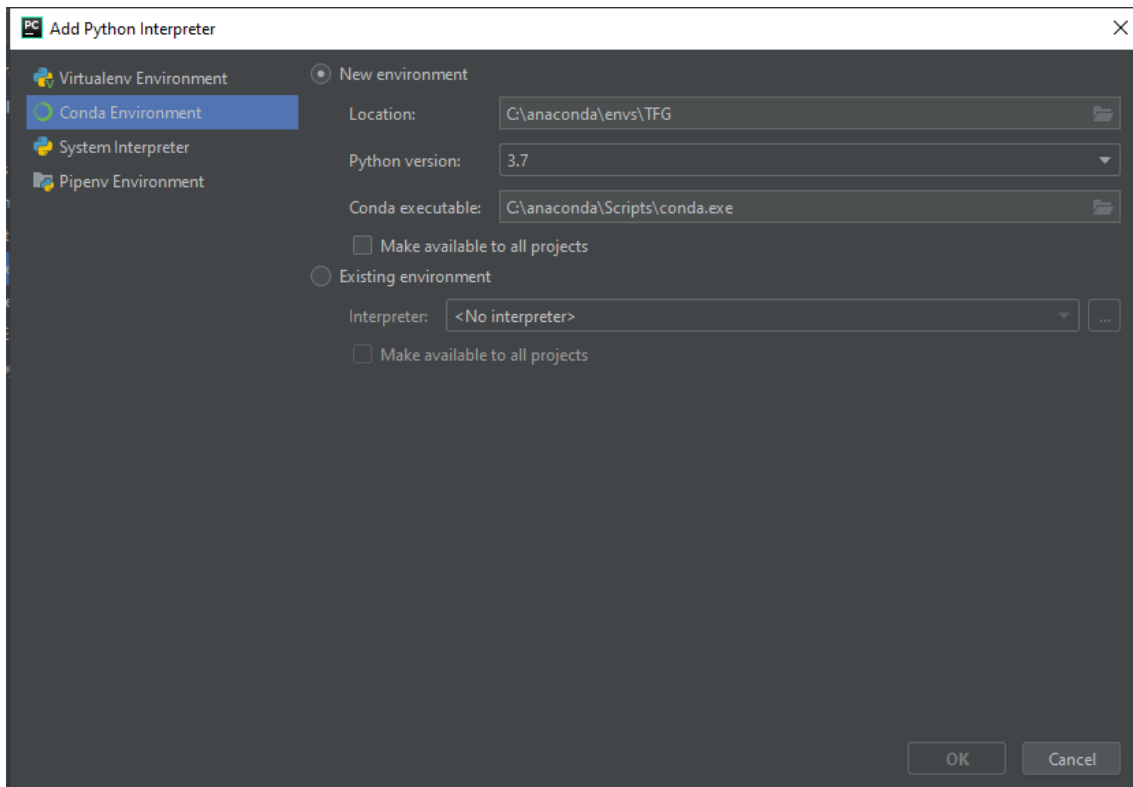 PC Add Python Interpreter
Virtualenv Environment
Conda Environment
System Interpreter
Pipenv Environment
New environment
Location: C:\anaconda\envs\TFG
Python version: 3.7
Conda executable: C:\anaconda\Scripts\conda.exe
Make available to all projects
Existing environment
Interpreter: <No interpreter> ...
Make available to all projects
OK Cancel